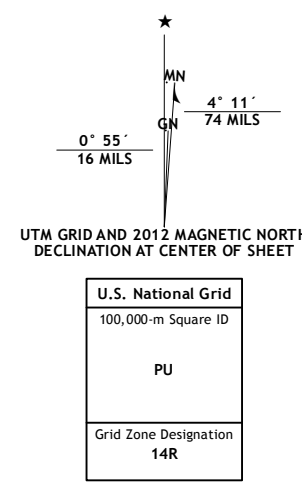 ★
MN
GN
4° 11´
74 MILS
0° 55´
16 MILS
UTM GRID AND 2012 MAGNETIC NORTH
DECLINATION AT CENTER OF SHEET
U.S. National Grid
100,000-m Square ID
PU
Grid Zone Designation
14R